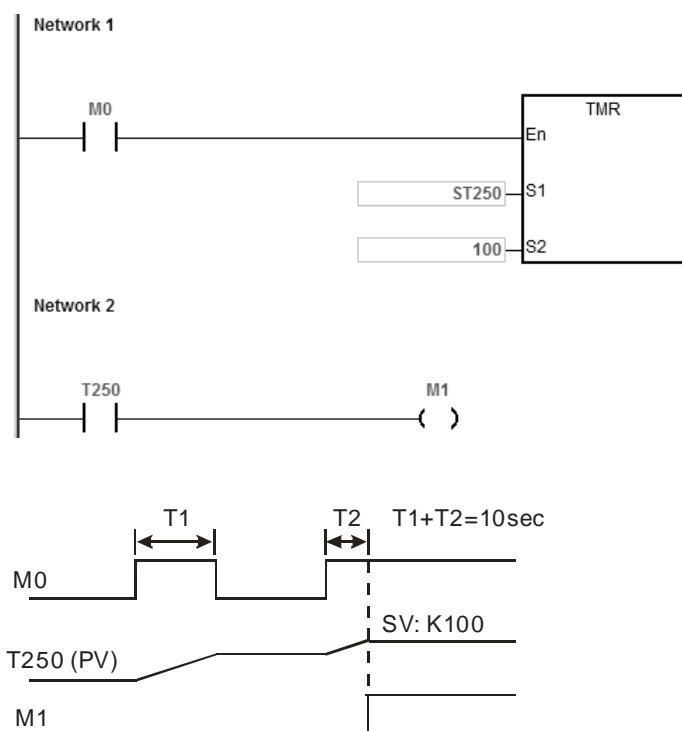 Network 1
M0
TMR
En
ST250
S1
100
S2
Network 2
T250
M1
T1
T2
T1+T2=10sec
M0
SV: K100
T250 (PV)
M1